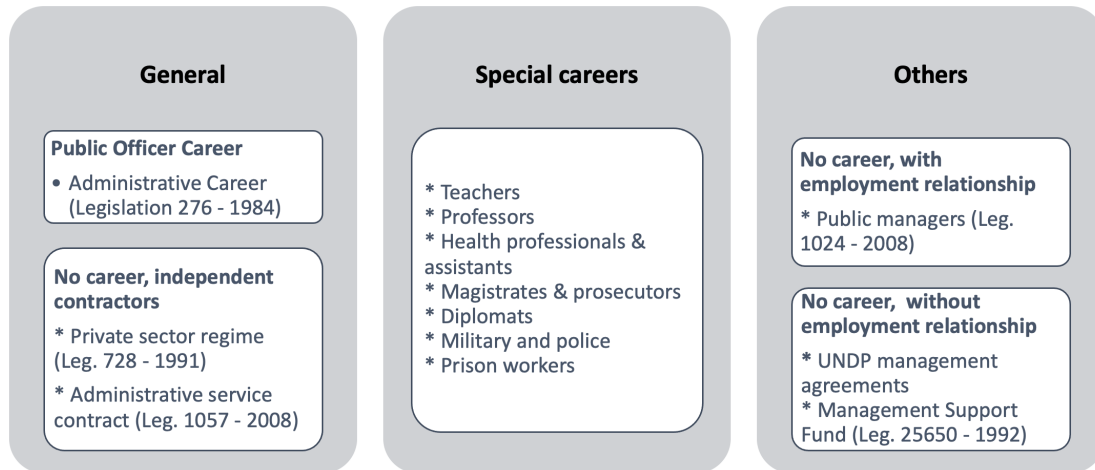 General
Public Officer Career
• Administrative Career
(Legislation 276 - 1984)
No career, independent
contractors
* Private sector regime
(Leg. 728 - 1991)
* Administrative service
contract (Leg. 1057 - 2008)
Special careers
* Teachers
* Professors
* Health professionals &
assistants
* Magistrates & prosecutors
* Diplomats
* Military and police
* Prison workers
Others
No career, with
employment relationship
* Public managers (Leg.
1024 - 2008)
No career, without
employment relationship
* UNDP management
agreements
* Management Support
Fund (Leg. 25650 - 1992)